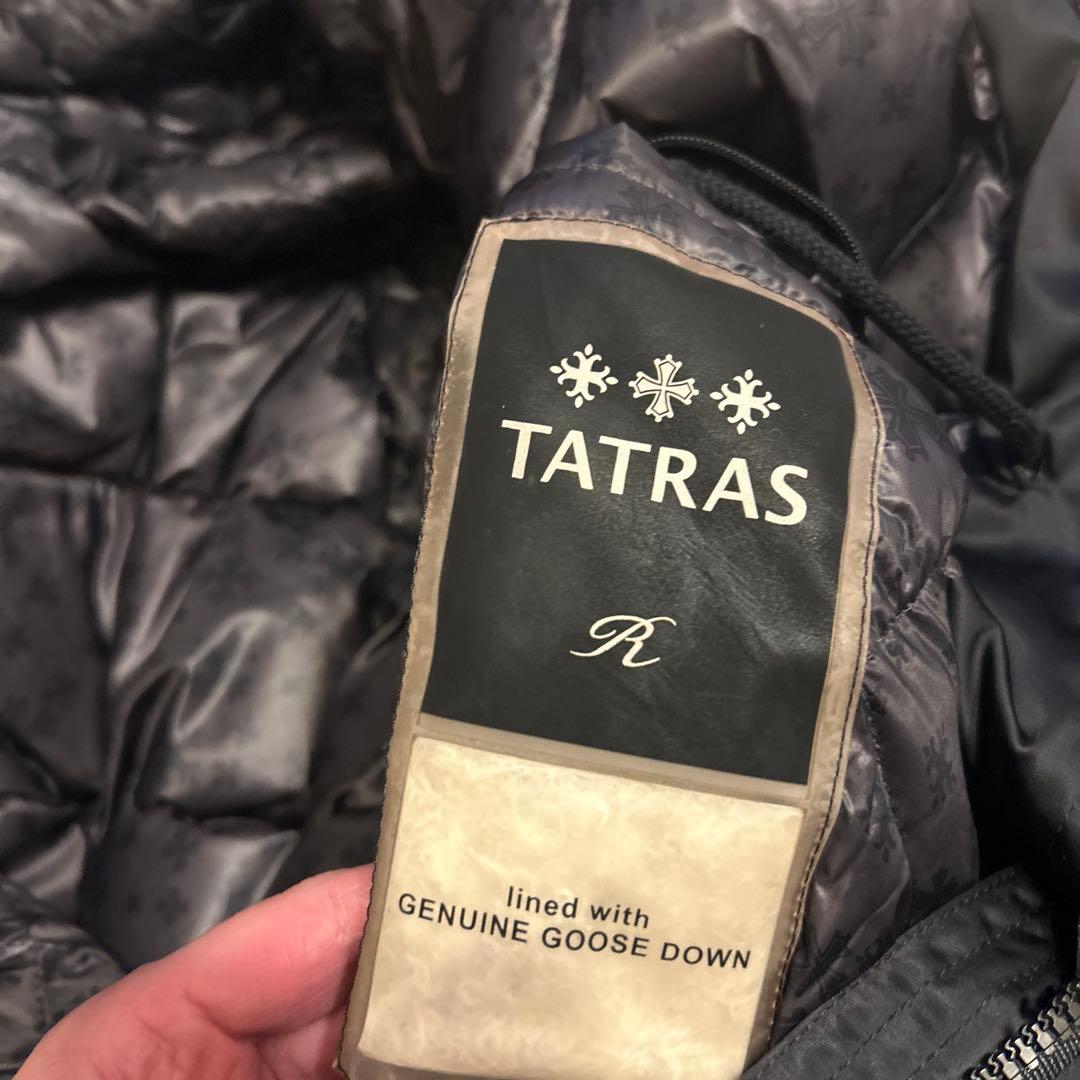 TATRAS
R
lined with
GENUINE GOOSE DOWN